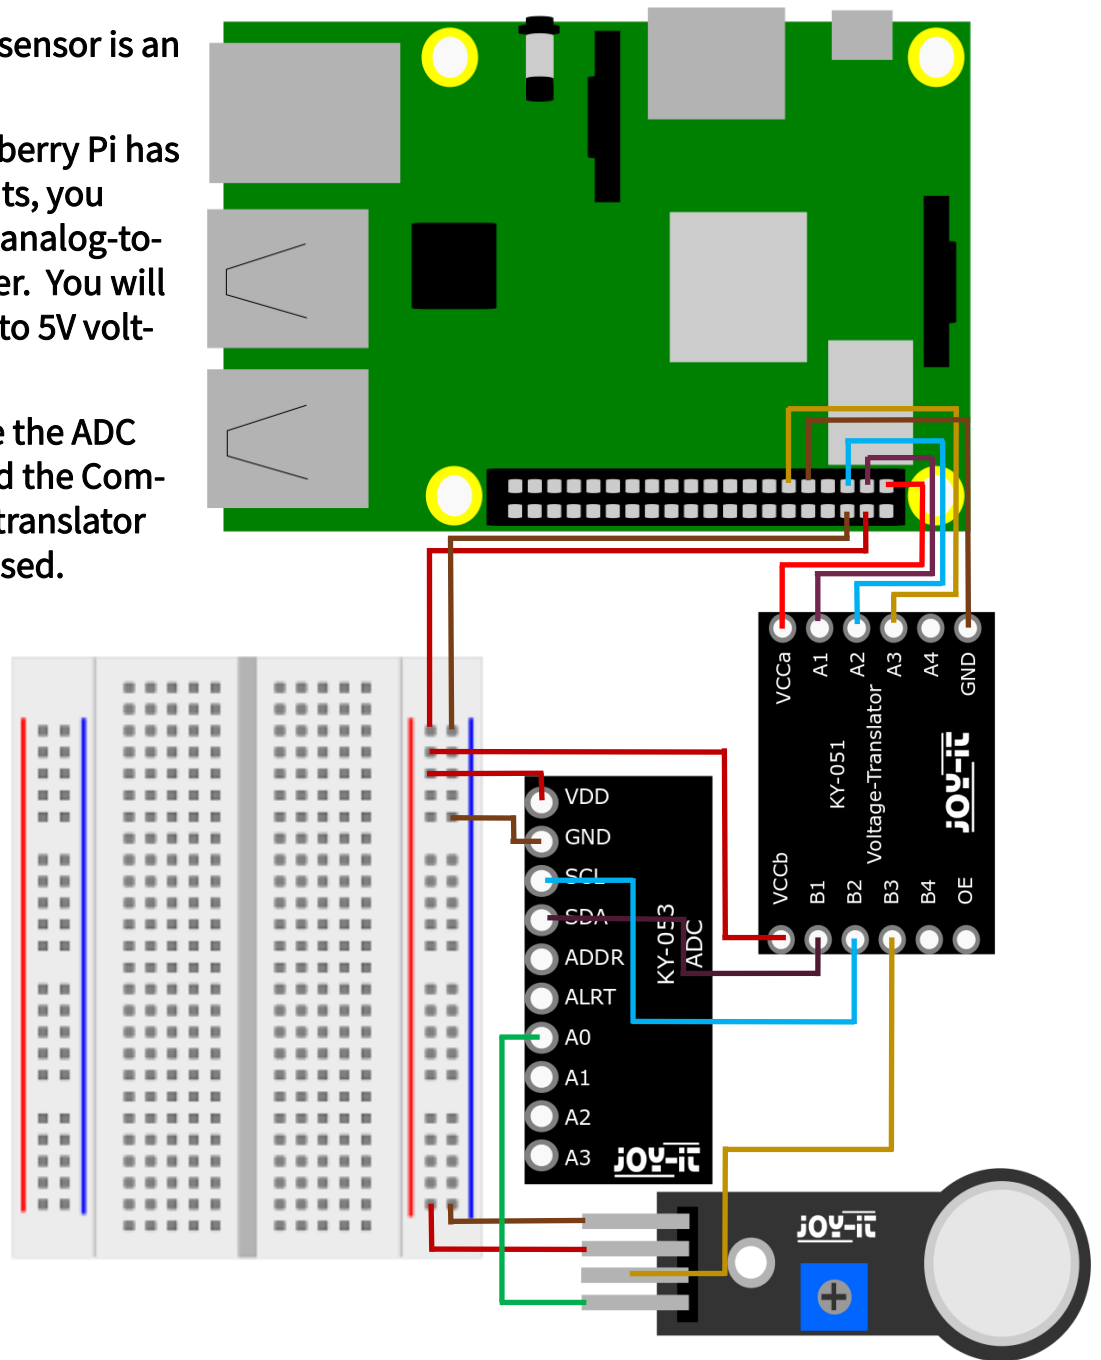 sensor is an
berry Pi has
ts, you
analog-to-
er. You will
to 5V volt-
e the ADC
d the Com-
translator
sed.
VCCa
A1
A2
A3
A4
GND
KY-051
Voltage-Translator
joy-it
VCCb
B1
B2
B3
B4
OE
VDD
GND
SCL
SDA
ADDR
ALRT
A0
A1
A2
A3
KY-053
ADC
joy-it
joy-it